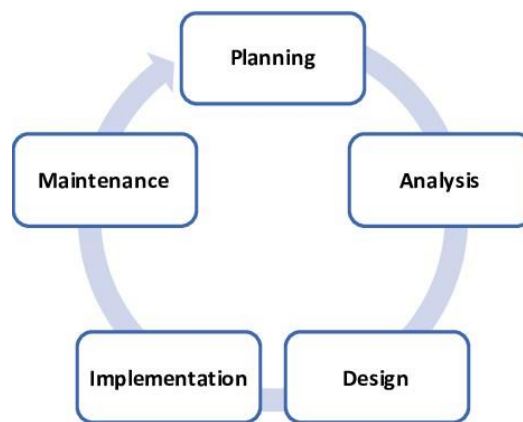 Planning
Analysis
Design
Implementation
Maintenance